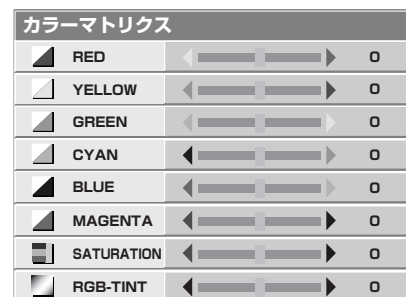 カラーマトリクス
RED 0
YELLOW 0
GREEN 0
CYAN 0
BLUE 0
MAGENTA 0
SATURATION 0
RGB-TINT 0